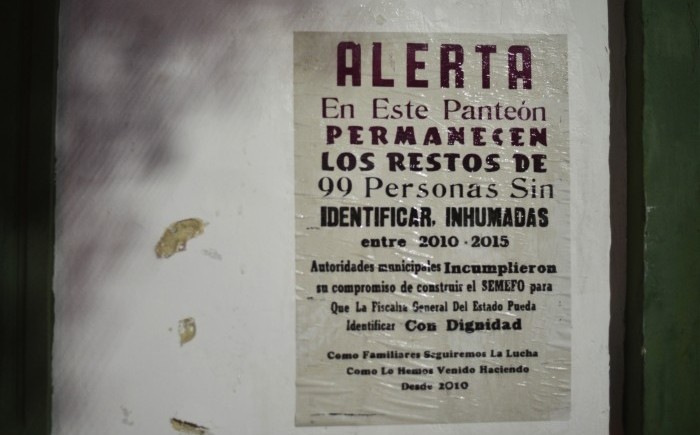 ALERTA
En Este Panteón
PERMANECEN
LOS RESTOS DE
99 Personas Sin
IDENTIFICAR, INHUMADAS
entre 2010 - 2015
Autoridades municipales Incumplieron
su compromiso de construir el SEMEFO para
Que La Fiscalia General Del Estado Pueda
Identificar Con Dignidad
Como Familiares Seguiremos La Lucha
Como Lo Hemos Venido Haciendo
Desde 2010